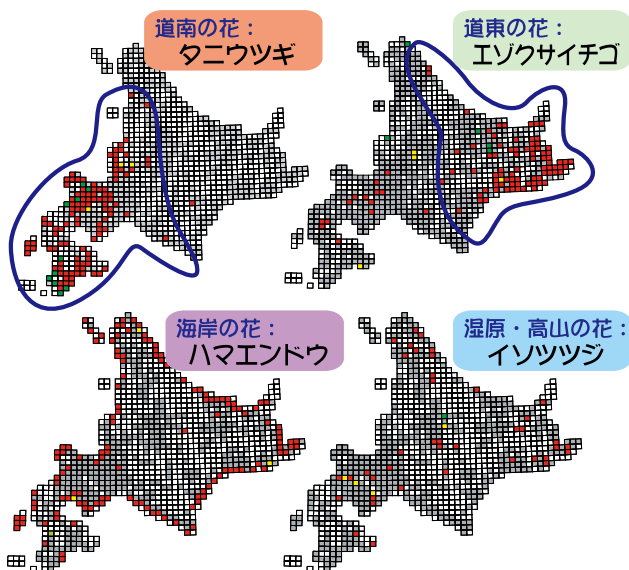 道南の花：
タニウツギ
道東の花：
エゾクサイチゴ
海岸の花：
ハマエンドウ
湿原・高山の花：
イソツツジ